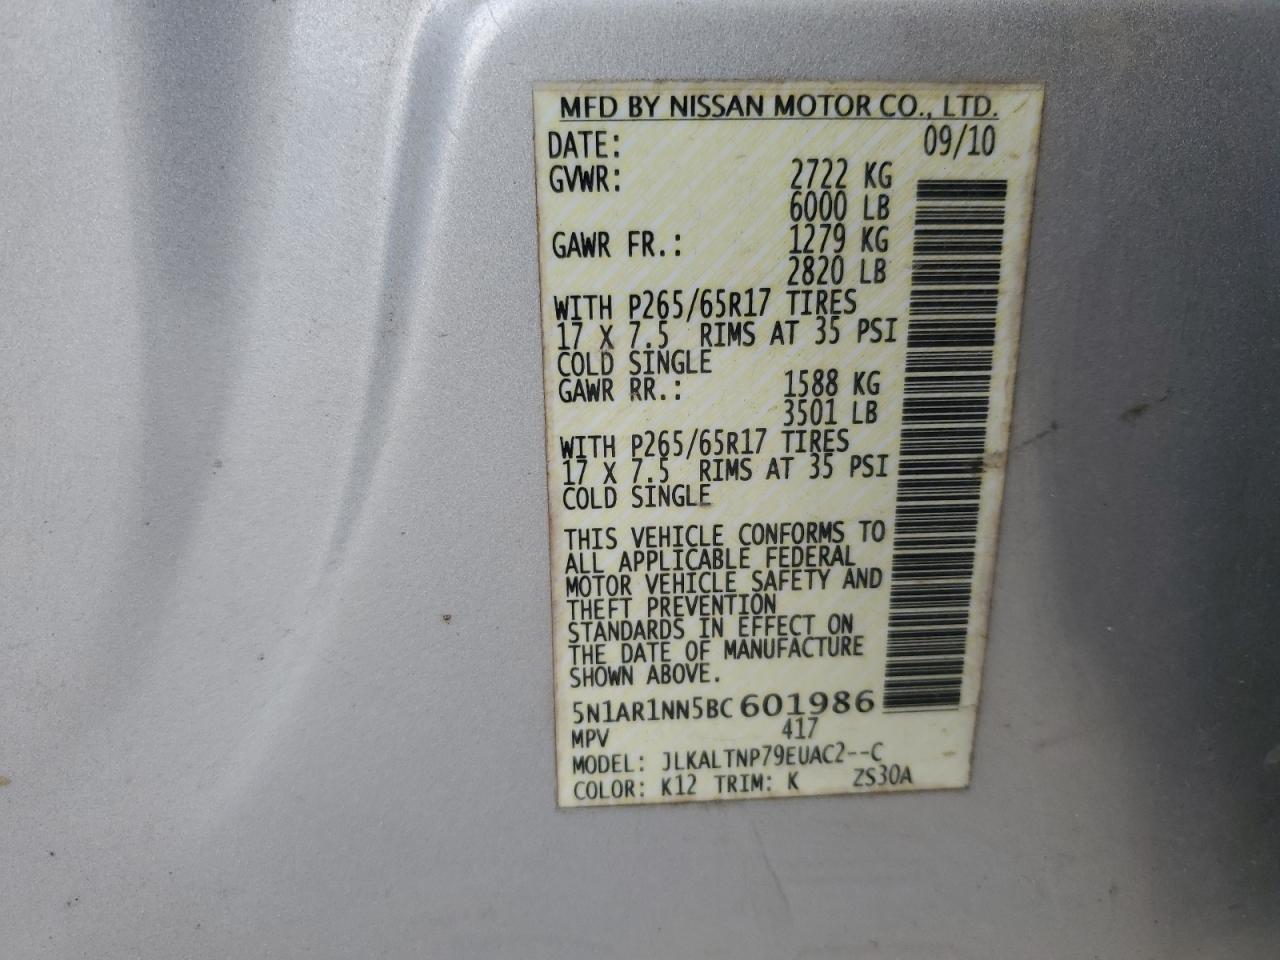 MFD BY NISSAN MOTOR CO., LTD.
DATE: 09/10
GVWR: 2722 KG
6000 LB
GAWR FR.: 1279 KG
2820 LB
WITH P265/65R17 TIRES
17 X 7.5 RIMS AT 35 PSI
COLD SINGLE
GAWR RR.: 1588 KG
3501 LB
WITH P265/65R17 TIRES
17 X 7.5 RIMS AT 35 PSI
COLD SINGLE
THIS VEHICLE CONFORMS TO
ALL APPLICABLE FEDERAL
MOTOR VEHICLE SAFETY AND
THEFT PREVENTION
STANDARDS IN EFFECT ON
THE DATE OF MANUFACTURE
SHOWN ABOVE.
5N1AR1NN5BC601986
MPV 417
MODEL: JLKALTNP79EUAC2--C
COLOR: K12 TRIM: K ZS30A